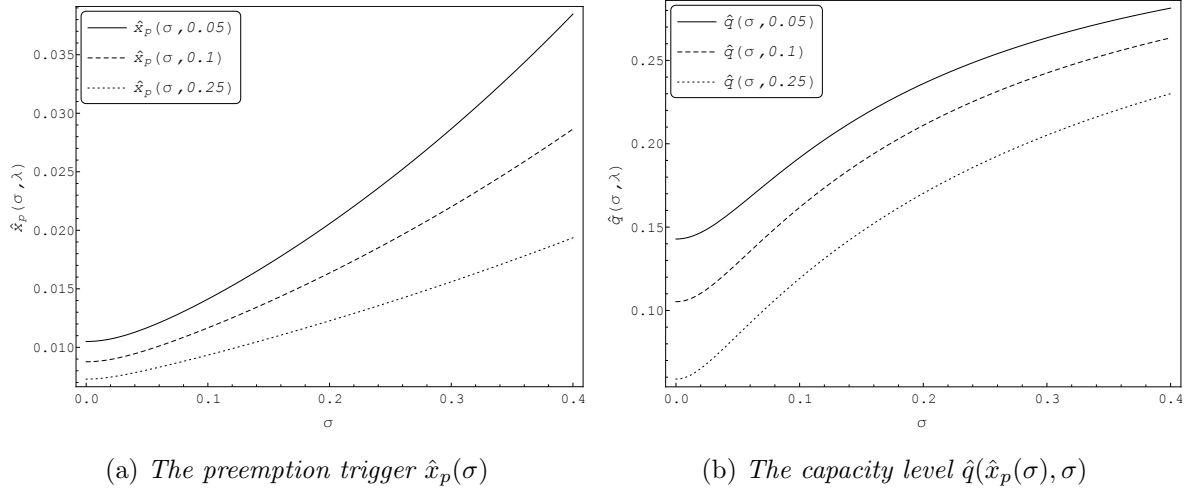 x̂ₚ(σ,0.05)
x̂ₚ(σ,0.1)
x̂ₚ(σ,0.25)
0.035
0.030
0.025
0.020
0.015
0.010
x̂ₚ(σ,λ)
0.0 0.1 0.2 0.3 0.4
σ
q̂(σ,0.05)
q̂(σ,0.1)
q̂(σ,0.25)
0.25
0.20
0.15
0.10
q̂(σ,λ)
0.0 0.1 0.2 0.3 0.4
σ
(a) The preemption trigger x̂ₚ(σ)
(b) The capacity level q̂(x̂ₚ(σ),σ)